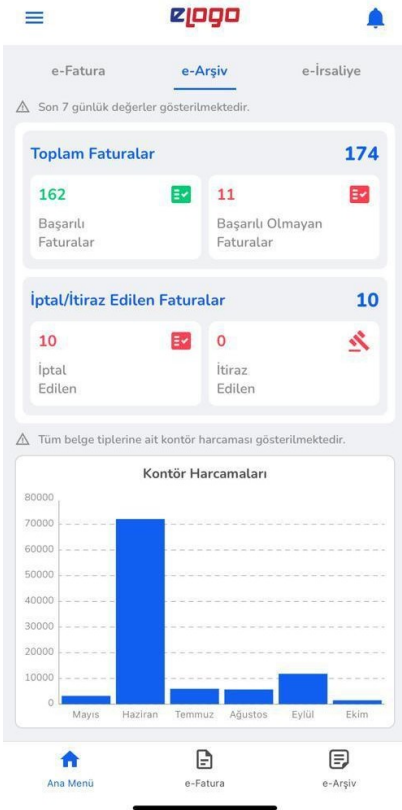 eLogo
e-Fatura e-Arşiv e-İrsaliye
Son 7 günlük değerler gösterilmektedir.
Toplam Faturalar 174
162 11
Başarılı Başarılı Olmayan
Faturalar Faturalar
İptal/İtiraz Edilen Faturalar 10
10 0
İptal İtiraz
Edilen Edilen
Tüm belge tiplerine ait kontör harcaması gösterilmektedir.
Kontör Harcamaları
80000
70000
60000
50000
40000
30000
20000
10000
0
Mayıs Haziran Temmuz Ağustos Eylül Ekim
Ana Menü e-Fatura e-Arşiv